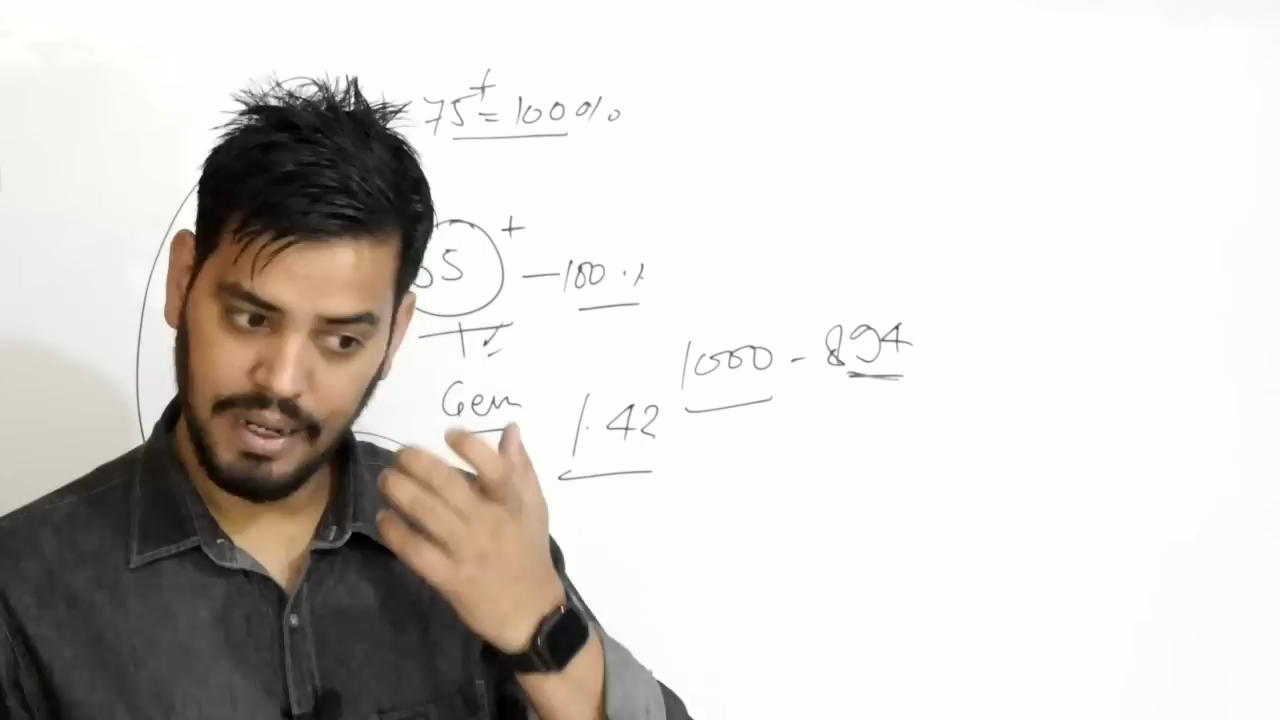 75+ = 100%
5+ — 100%
1000 - 894
Gen 1.42